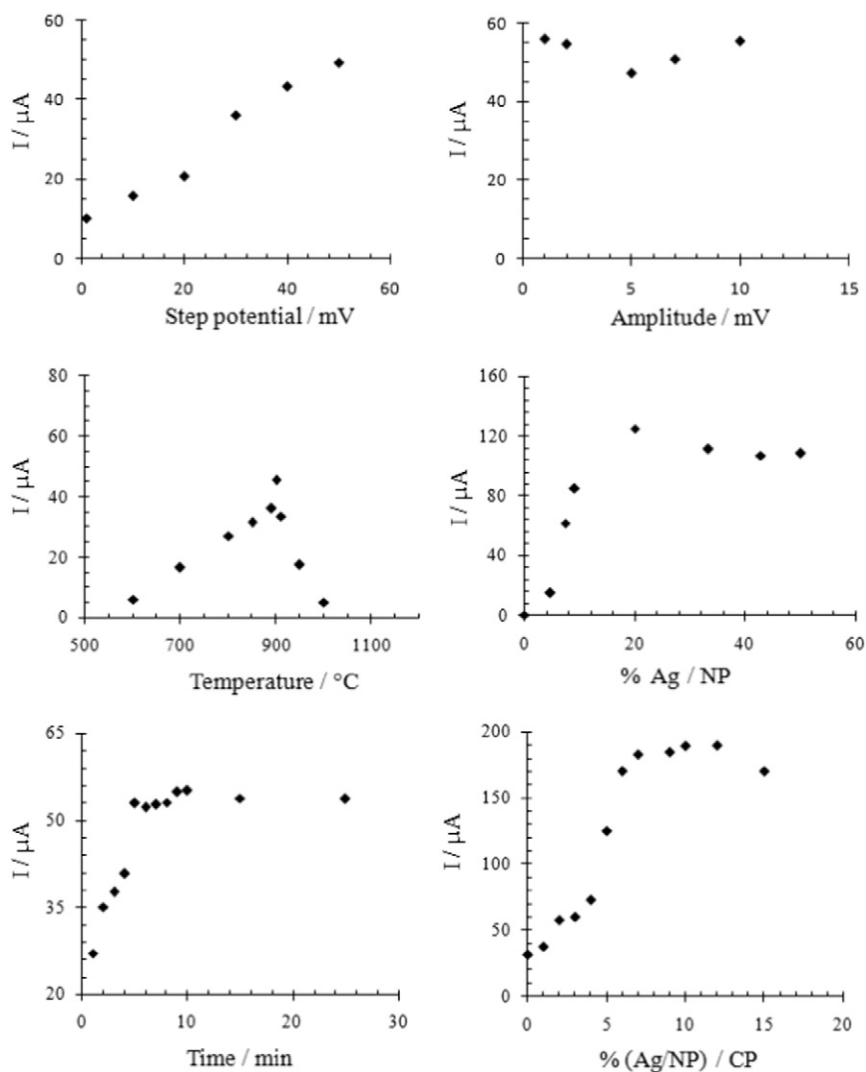 60
40
20
0
I / μA
0 20 40 60
Step potential / mV
60
40
20
0
I / μA
0 5 10 15
Amplitude / mV
80
60
40
20
0
I / μA
500 700 900 1100
Temperature / °C
160
120
80
40
0
I / μA
0 20 40 60
% Ag / NP
65
50
35
20
I / μA
0 10 20 30
Time / min
200
150
100
50
0
I / μA
0 5 10 15 20
% (Ag/NP) / CP